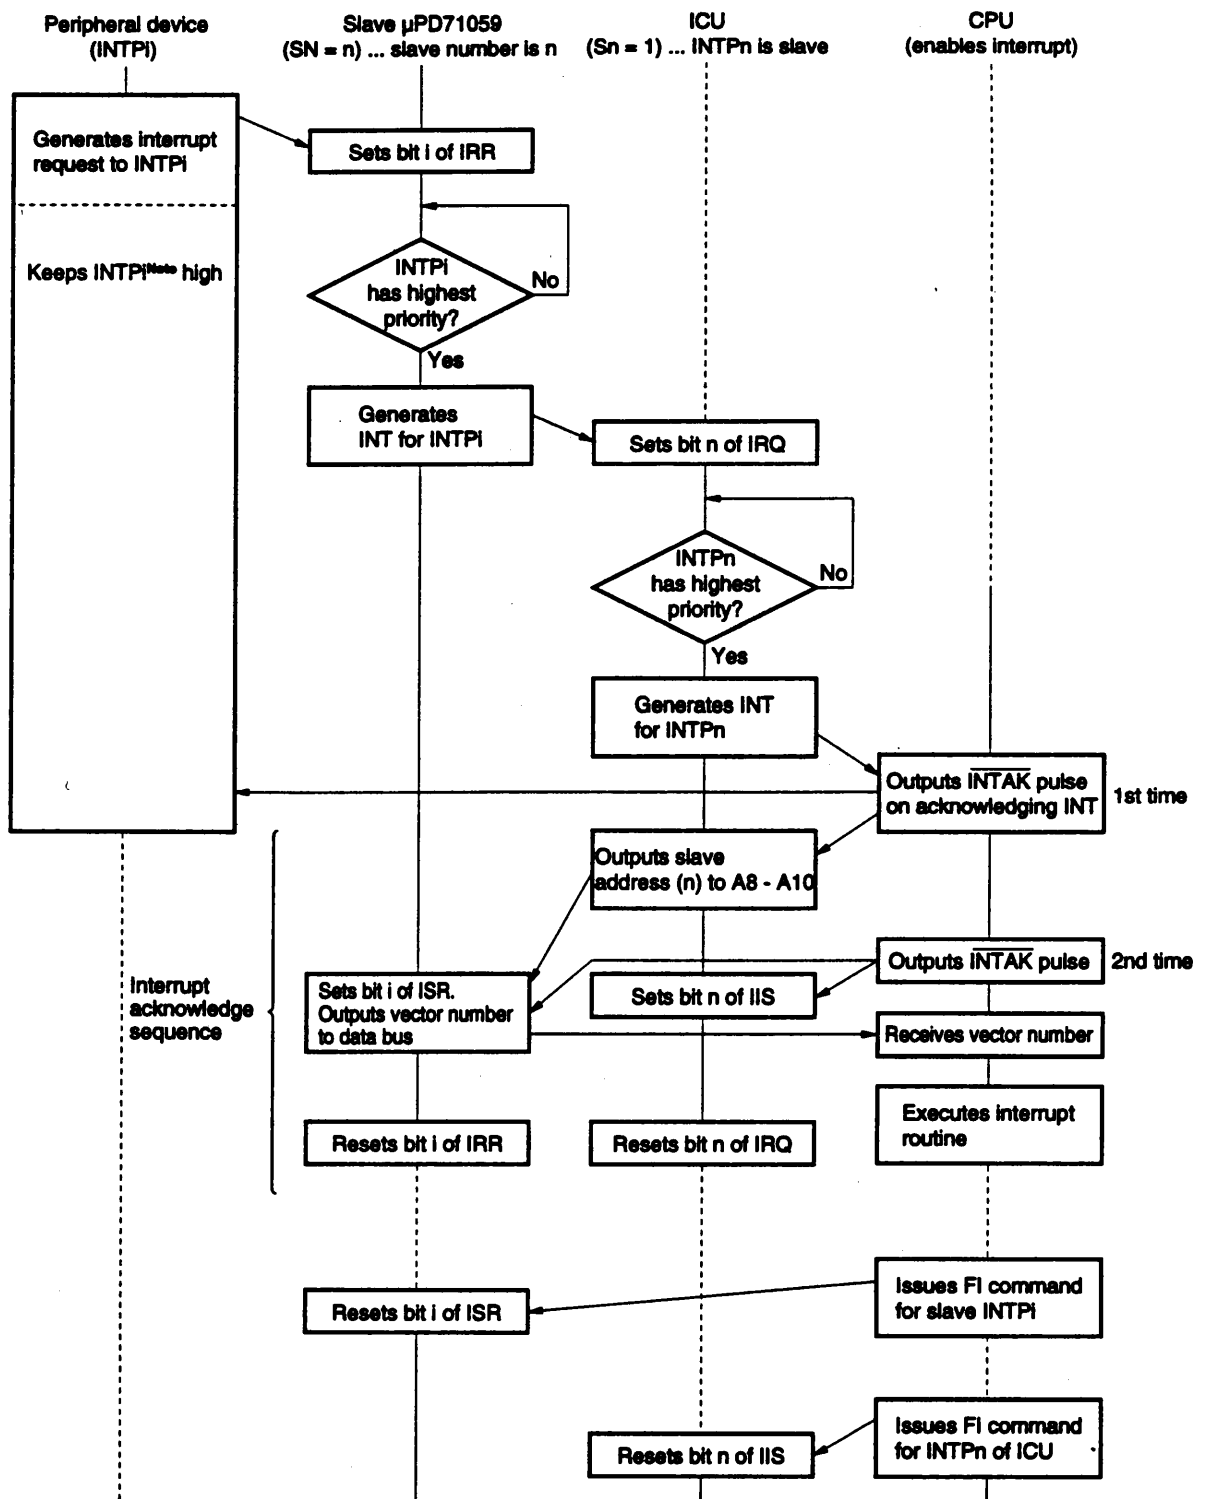 Peripheral device
(INTPi)
Slave µPD71059
(SN = n) ... slave number is n
ICU
(Sn = 1) ... INTPn is slave
CPU
(enables interrupt)
Generates interrupt
request to INTPi
Sets bit i of IRR
Keeps INTPiNote high
INTPi
has highest
priority?
No
Yes
Generates
INT for INTPi
Sets bit n of IRQ
INTPn
has highest
priority?
No
Yes
Generates INT
for INTPn
Outputs INTAK pulse
on acknowledging INT
1st time
Outputs slave
address (n) to A8 - A10
Outputs INTAK pulse
2nd time
Interrupt
acknowledge
sequence
Sets bit i of ISR.
Outputs vector number
to data bus
Sets bit n of IIS
Receives vector number
Executes interrupt
routine
Resets bit i of IRR
Resets bit n of IRQ
Issues FI command
for slave INTPi
Resets bit i of ISR
Issues FI command
for INTPn of ICU
Resets bit n of IIS